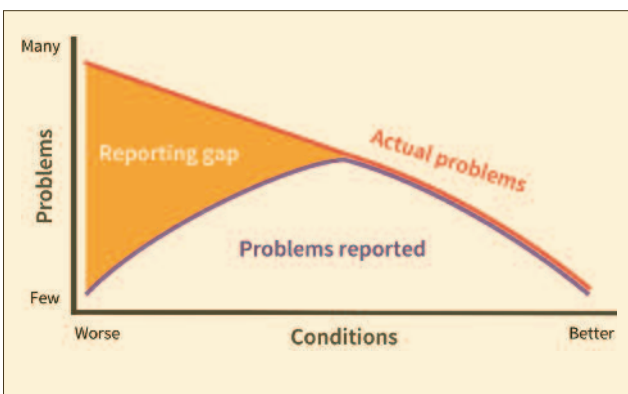 Many
Problems
Reporting gap
Actual problems
Problems reported
Few
Worse
Conditions
Better